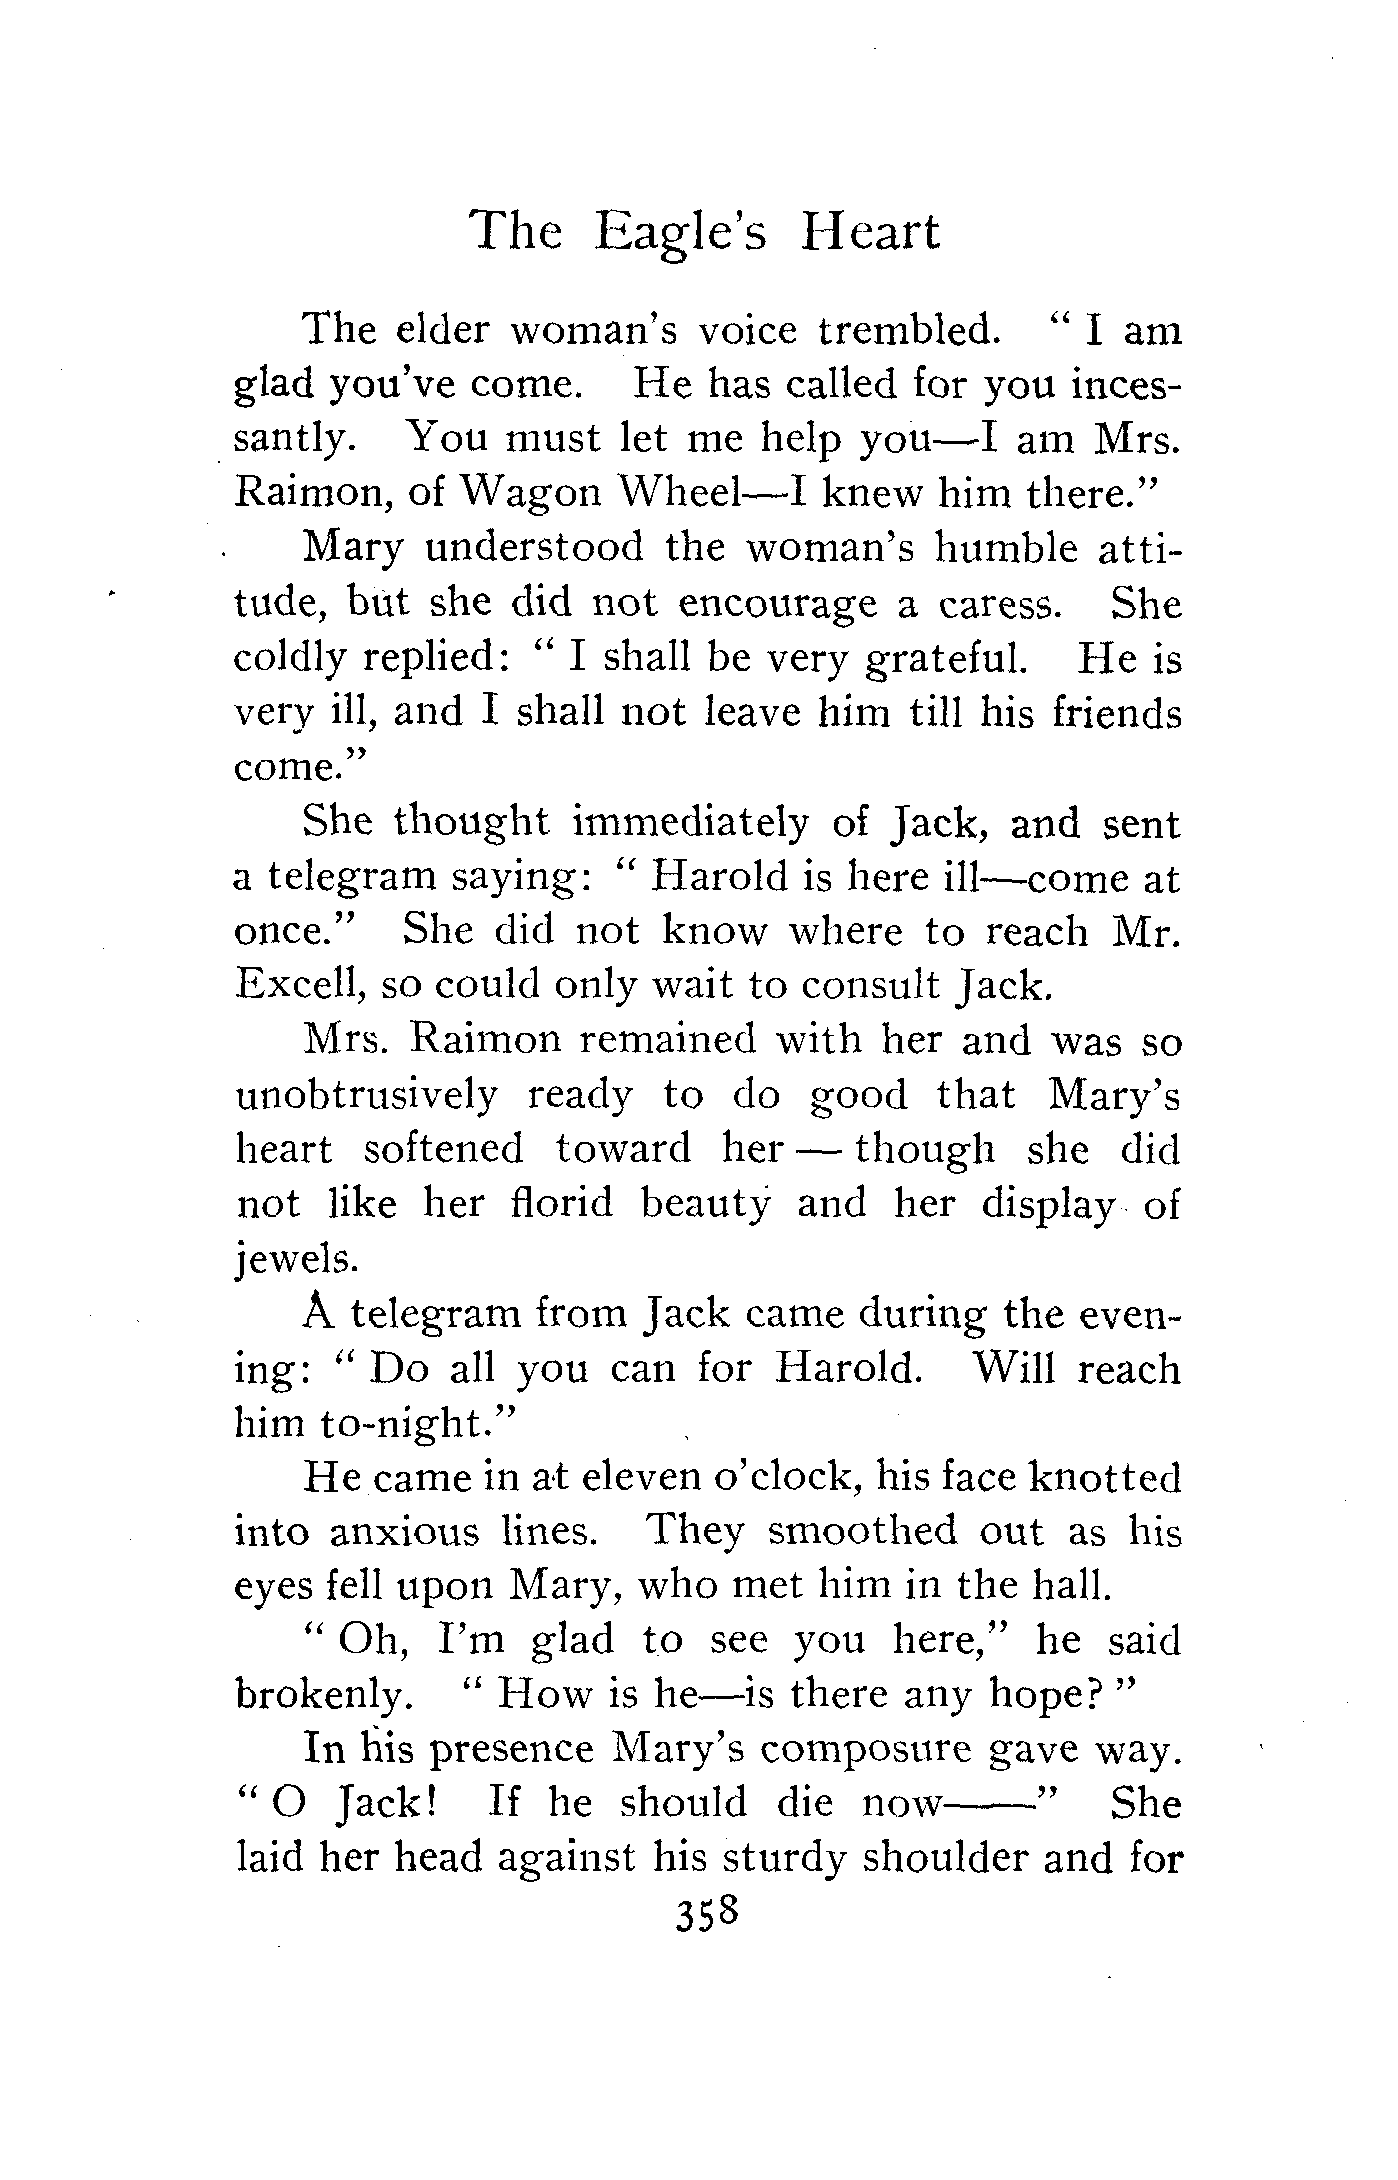 The Eagle's Heart
The elder woman's voice trembled. " I am
glad you've come. He has called for you inces-
santly. You must let me help you—I am Mrs.
Raimon, of Wagon Wheel—I knew him there."
Mary understood the woman's humble atti-
tude, but she did not encourage a caress. She
coldly replied: " I shall be very grateful. He is
very ill, and I shall not leave him till his friends
come."
She thought immediately of Jack, and sent
a telegram saying: " Harold is here ill—come at
once." She did not know where to reach Mr.
Excell, so could only wait to consult Jack.
Mrs. Raimon remained with her and was so
unobtrusively ready to do good that Mary's
heart softened toward her — though she did
not like her florid beauty and her display of
jewels.
A telegram from Jack came during the even-
ing: " Do all you can for Harold. Will reach
him to-night."
He came in at eleven o'clock, his face knotted
into anxious lines. They smoothed out as his
eyes fell upon Mary, who met him in the hall.
" Oh, I'm glad to see you here," he said
brokenly. " How is he—is there any hope? "
In his presence Mary's composure gave way.
" O Jack! If he should die now——" She
laid her head against his sturdy shoulder and for
358